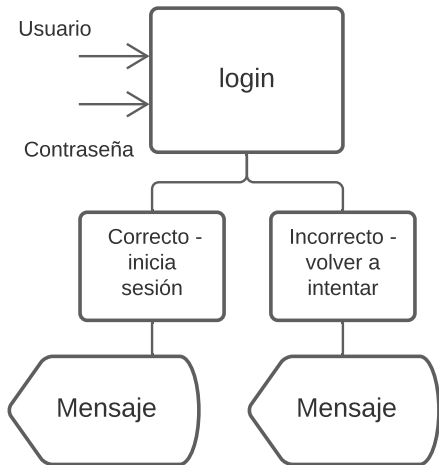 Usuario
login
Contraseña
Correcto -
inicia
sesión
Incorrecto -
volver a
intentar
Mensaje
Mensaje